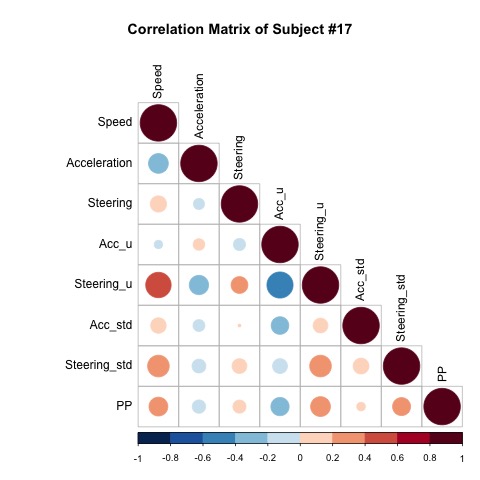 Correlation Matrix of Subject #17
Speed
Acceleration
Steering
Acc_u
Steering_u
Acc_std
Steering_std
PP
Speed
Acceleration
Steering
Acc_u
Steering_u
Acc_std
Steering_std
PP
-1 -0.8 -0.6 -0.4 -0.2 0 0.2 0.4 0.6 0.8 1